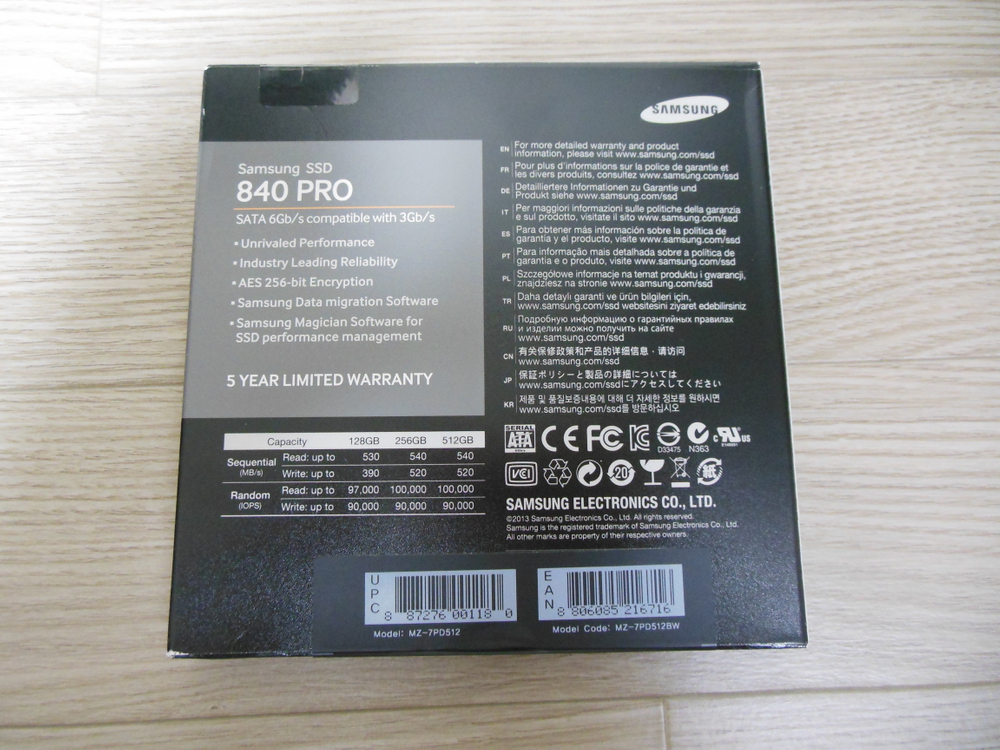 SAMSUNG
Samsung SSD
840 PRO
SATA 6Gb/s compatible with 3Gb/s
• Unrivaled Performance
• Industry Leading Reliability
• AES 256-bit Encryption
• Samsung Data migration Software
• Samsung Magician Software for
SSD performance management
5 YEAR LIMITED WARRANTY
Capacity 128GB 256GB 512GB
Sequential (MB/s) Read: up to 530 540 540
Write: up to 390 520 520
Random (IOPS) Read: up to 97,000 100,000 100,000
Write: up to 90,000 90,000 90,000
EN For more detailed warranty and product
information, please visit www.samsung.com/ssd
FR Pour plus d'informations sur la police de garantie et
les divers produits, consultez www.samsung.com/ssd
DE Detailliertere Informationen zu Garantie und
Produkt siehe www.samsung.com/ssd
IT Per maggiori informazioni sulle politiche della garanzia
e sul prodotto, visitate il sito www.samsung.com/ssd
ES Para obtener más información sobre la política de
garantía y el producto, visite www.samsung.com/ssd
PT Para informação mais detalhada sobre a política de
garantia e o produto, visite www.samsung.com/ssd
PL Szczegółowe informacje na temat produktu i gwarancji,
znajdziesz na stronie www.samsung.com/ssd
TR Daha detaylı garanti ve ürün bilgileri için,
www.samsung.com/ssd websitesini ziyaret edebilirsiniz
RU Подробную информацию о гарантийных правилах
и изделии можно получить на сайте
www.samsung.com/ssd
CN 有关保修政策和产品的详细信息，请访问
www.samsung.com/ssd
JP 保証ポリシーと製品の詳細については
www.samsung.com/ssdにアクセスしてください
KR 제품 및 품질보증내용에 대해 더 자세한 정보를 원하시면
www.samsung.com/ssd를 방문하십시오
SERIAL ATA CE FC D33475 N363 c UL US
VCI 20 紙
SAMSUNG ELECTRONICS CO., LTD.
©2013 Samsung Electronics Co., Ltd. All rights reserved.
Samsung is the registered trademark of Samsung Electronics Co., Ltd.
All other marks are property of their respective owners.
UPC
8 87276 00118 0
Model: MZ-7PD512
EAN
8 806085 216716
Model Code: MZ-7PD512BW